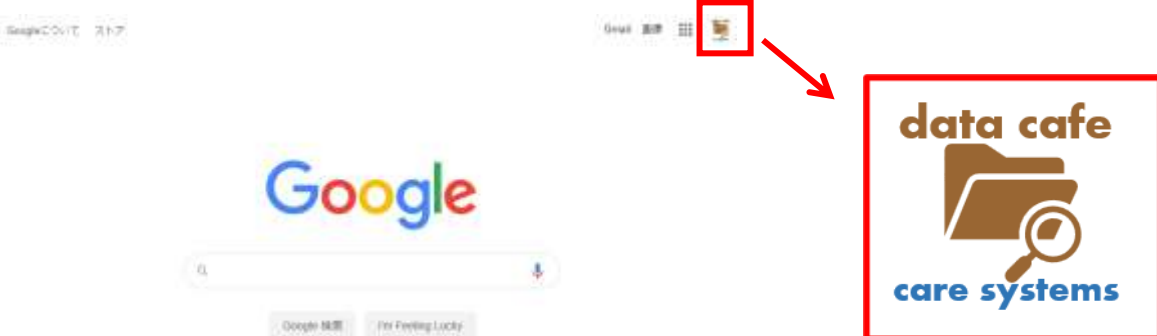 Googleについて ストア
Gmail 画像
data cafe
Google
care systems
Google 検索 I'm Feeling Lucky